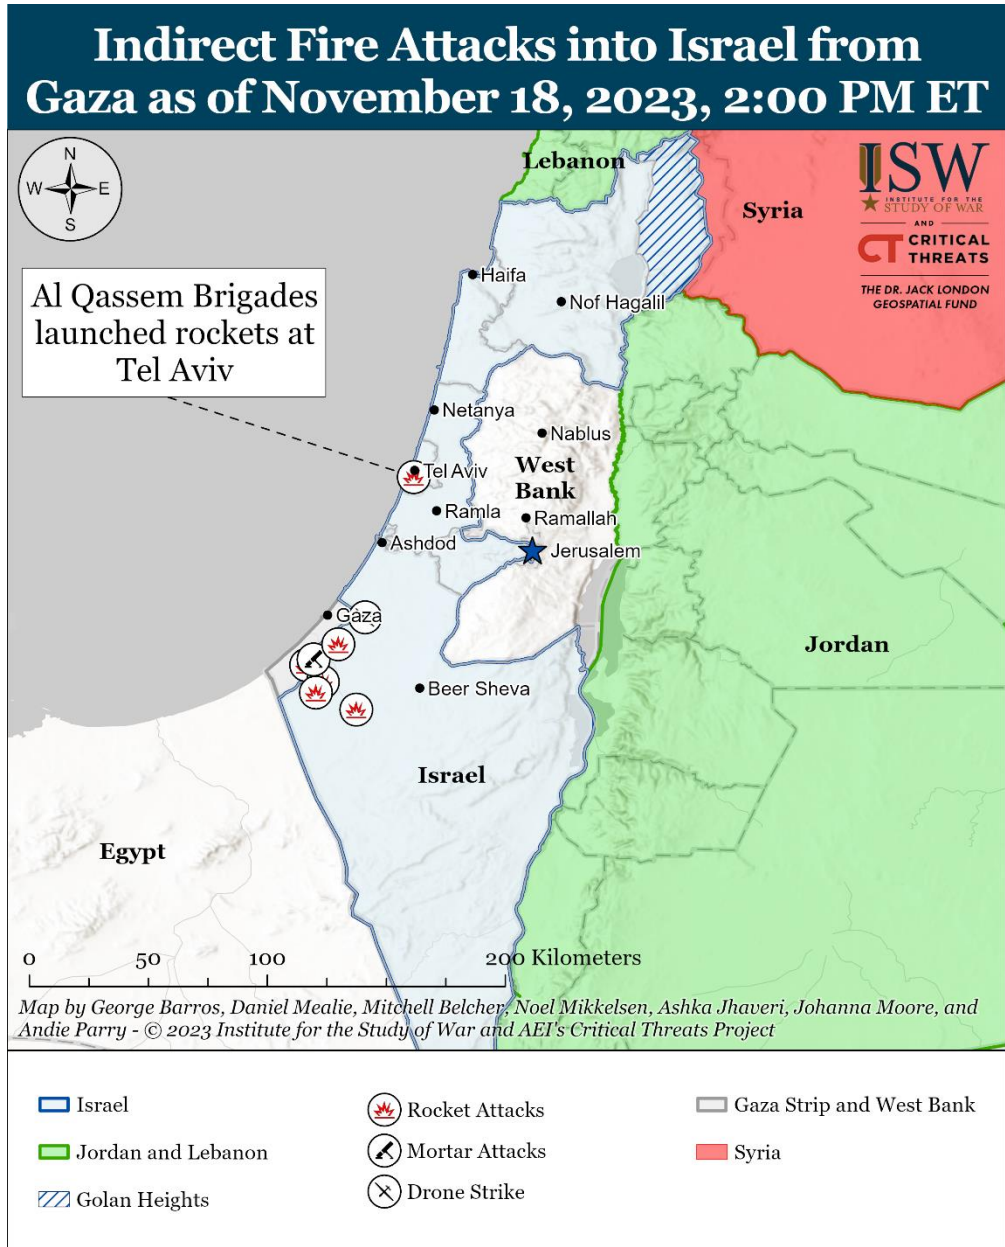 Indirect Fire Attacks into Israel from
Gaza as of November 18, 2023, 2:00 PM ET
N
W
E
S
Lebanon
Syria
ISW
INSTITUTE FOR THE
STUDY OF WAR
AND
CT CRITICAL
THREATS
THE DR. JACK LONDON
GEOSPATIAL FUND
Al Qassem Brigades
launched rockets at
Tel Aviv
Haifa
Nof Hagalil
Netanya
Nablus
Tel Aviv
West
Bank
Ramla
Ramallah
Ashdod
Jerusalem
Gaza
Jordan
Beer Sheva
Israel
Egypt
0 50 100 200 Kilometers
Map by George Barros, Daniel Mealie, Mitchell Belcher, Noel Mikkelsen, Ashka Jhaveri, Johanna Moore, and
Andie Parry - © 2023 Institute for the Study of War and AEI's Critical Threats Project
Israel
Jordan and Lebanon
Golan Heights
Rocket Attacks
Mortar Attacks
Drone Strike
Gaza Strip and West Bank
Syria